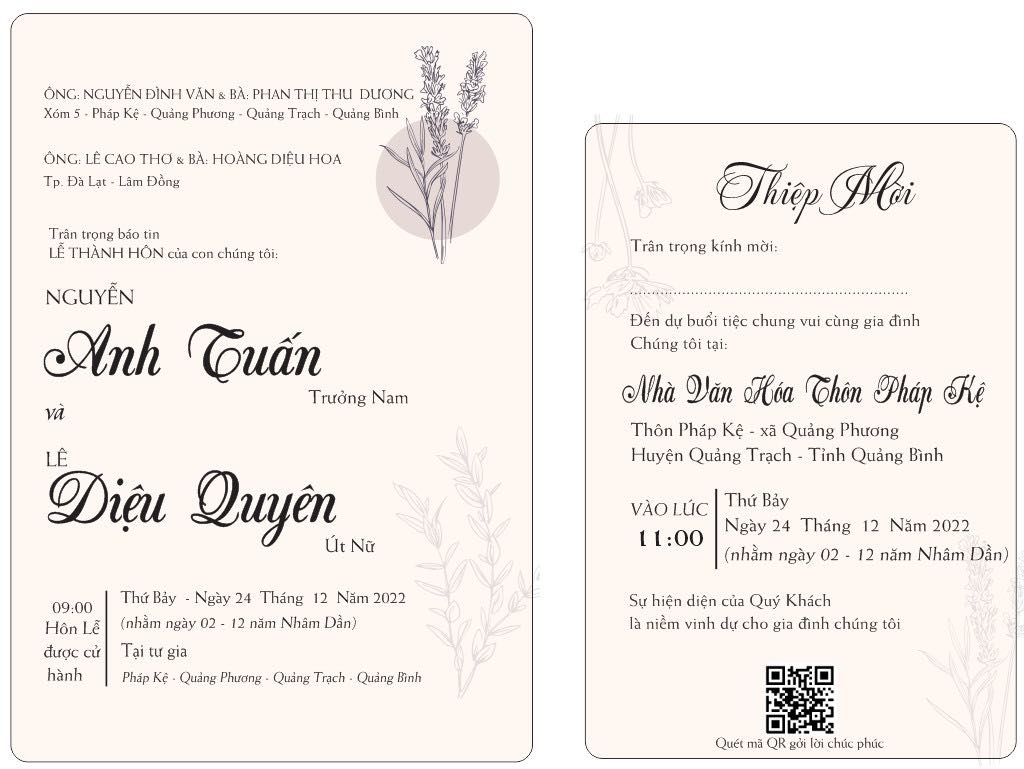 ÔNG: NGUYỄN ĐÌNH VĂN & BÀ: PHAN THỊ THU DƯƠNG
Xóm 5 - Pháp Kệ - Quảng Phương - Quảng Trạch - Quảng Bình
ÔNG: LÊ CAO THƠ & BÀ: HOÀNG DIỆU HOA
Tp. Đà Lạt - Lâm Đồng
Trân trọng báo tin
LỄ THÀNH HÔN của con chúng tôi:
NGUYỄN
Anh Tuấn
Trưởng Nam
và
LÊ
Diệu Quyên
Út Nữ
09:00
Hôn Lễ
được cử
hành
Thứ Bảy - Ngày 24 Tháng 12 Năm 2022
(nhằm ngày 02 - 12 năm Nhâm Dần)
Tại tư gia
Pháp Kệ - Quảng Phương - Quảng Trạch - Quảng Bình
Thiệp Mời
Trân trọng kính mời:
................................................................
Đến dự buổi tiệc chung vui cùng gia đình
Chúng tôi tại:
Nhà Văn Hóa Thôn Pháp Kệ
Thôn Pháp Kệ - xã Quảng Phương
Huyện Quảng Trạch - Tỉnh Quảng Bình
VÀO LÚC
11:00
Thứ Bảy
Ngày 24 Tháng 12 Năm 2022
(nhằm ngày 02 - 12 năm Nhâm Dần)
Sự hiện diện của Quý Khách
là niềm vinh dự cho gia đình chúng tôi
Quét mã QR gởi lời chúc phúc